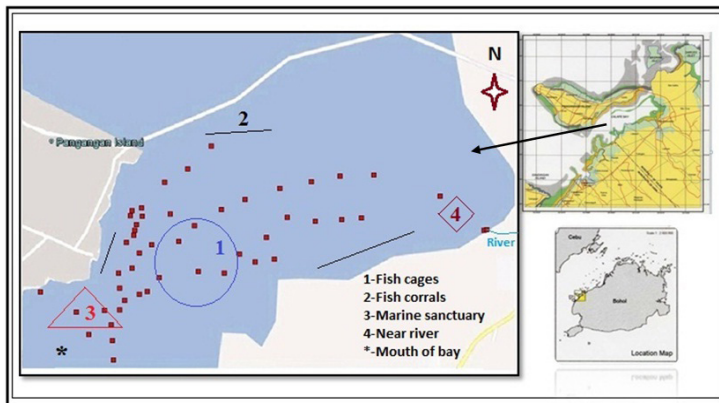 N
2
* Pangangan Island
1
4
River
3
*
1-Fish cages
2-Fish corrals
3-Marine sanctuary
4-Near river
*-Mouth of bay
Cebu
Bohol
Location Map